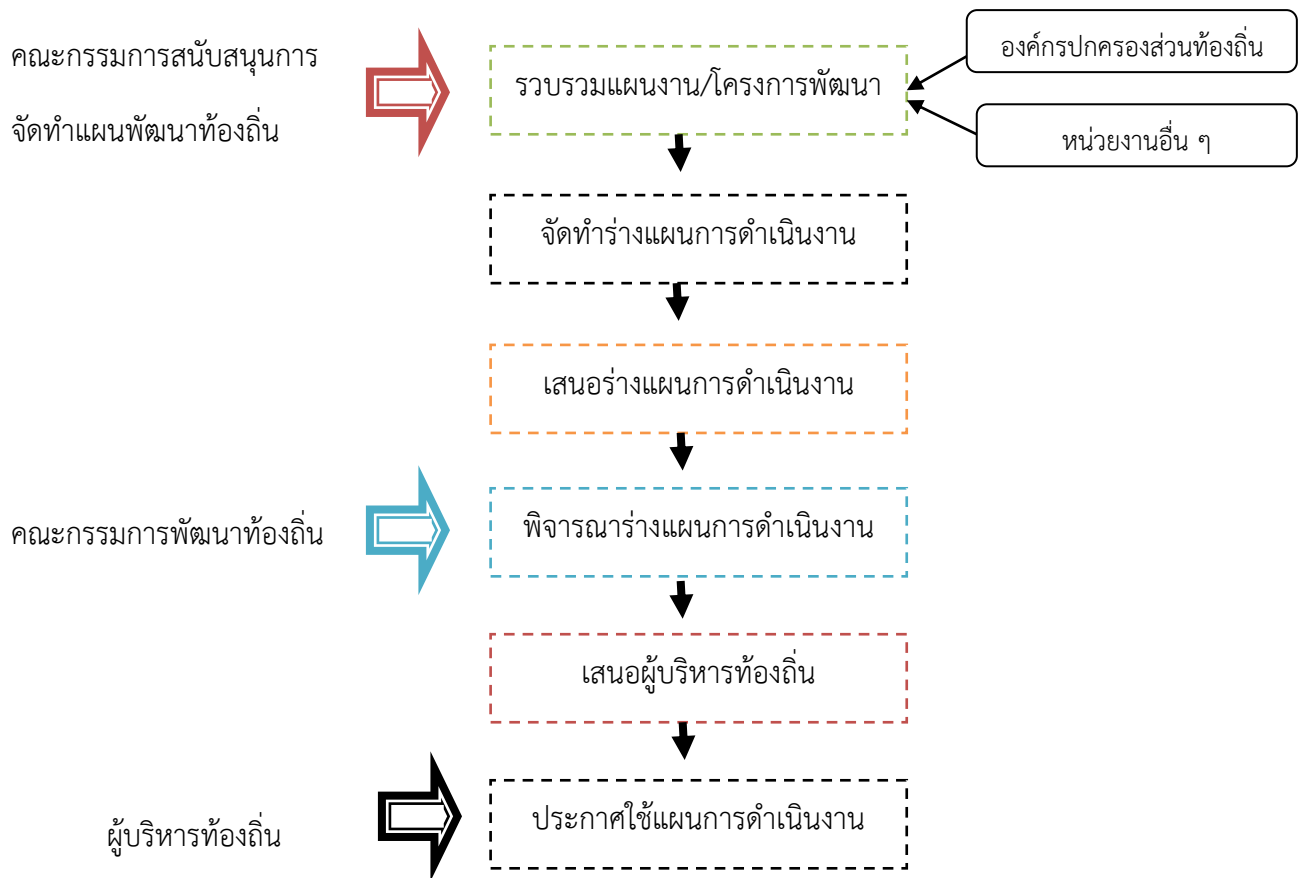 คณะกรรมการสนับสนุนการ
จัดทำแผนพัฒนาท้องถิ่น
รวบรวมแผนงาน/โครงการพัฒนา
องค์กรปกครองส่วนท้องถิ่น
หน่วยงานอื่น ๆ
จัดทำร่างแผนการดำเนินงาน
เสนอร่างแผนการดำเนินงาน
คณะกรรมการพัฒนาท้องถิ่น
พิจารณาร่างแผนการดำเนินงาน
เสนอผู้บริหารท้องถิ่น
ผู้บริหารท้องถิ่น
ประกาศใช้แผนการดำเนินงาน